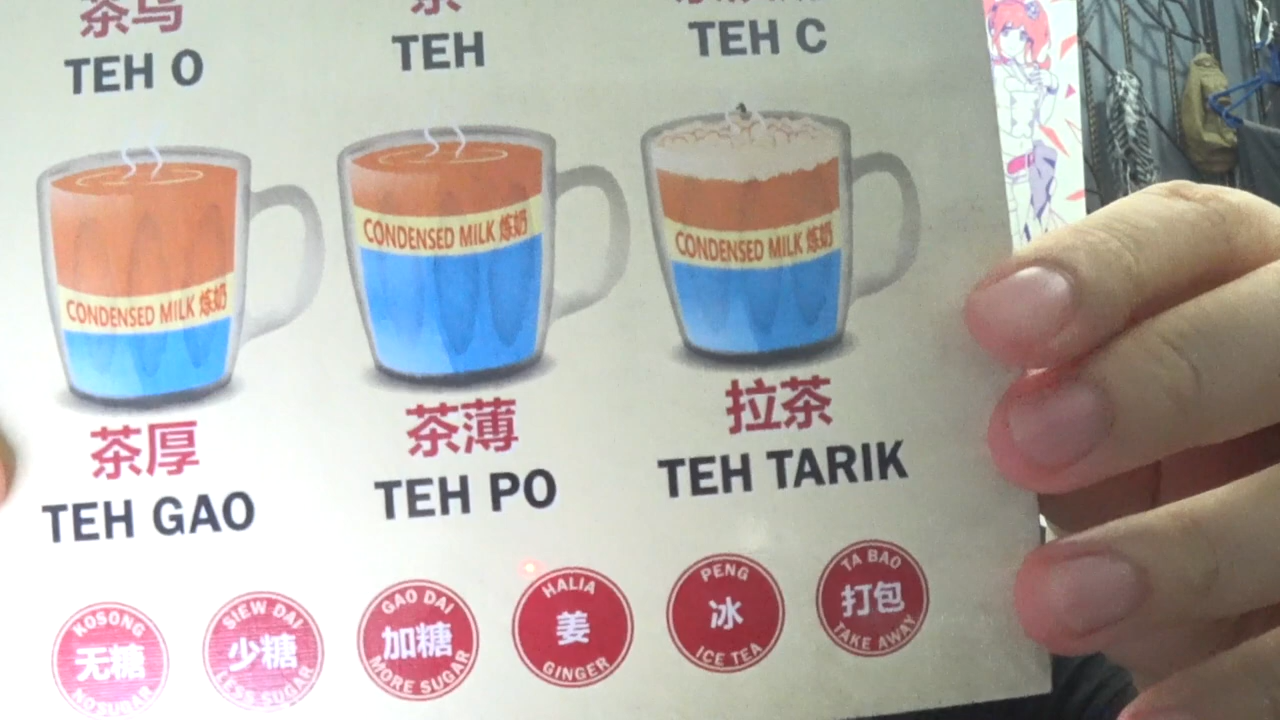 茶乌
TEH O
茶
TEH
TEH C
CONDENSED MILK 炼奶
茶厚
TEH GAO
CONDENSED MILK 炼奶
茶薄
TEH PO
CONDENSED MILK 炼奶
拉茶
TEH TARIK
KOSONG
无糖
NO SUGAR
SIEW DAI
少糖
LESS SUGAR
GAO DAI
加糖
MORE SUGAR
HALIA
姜
GINGER
PENG
冰
ICE TEA
TA BAO
打包
TAKE AWAY